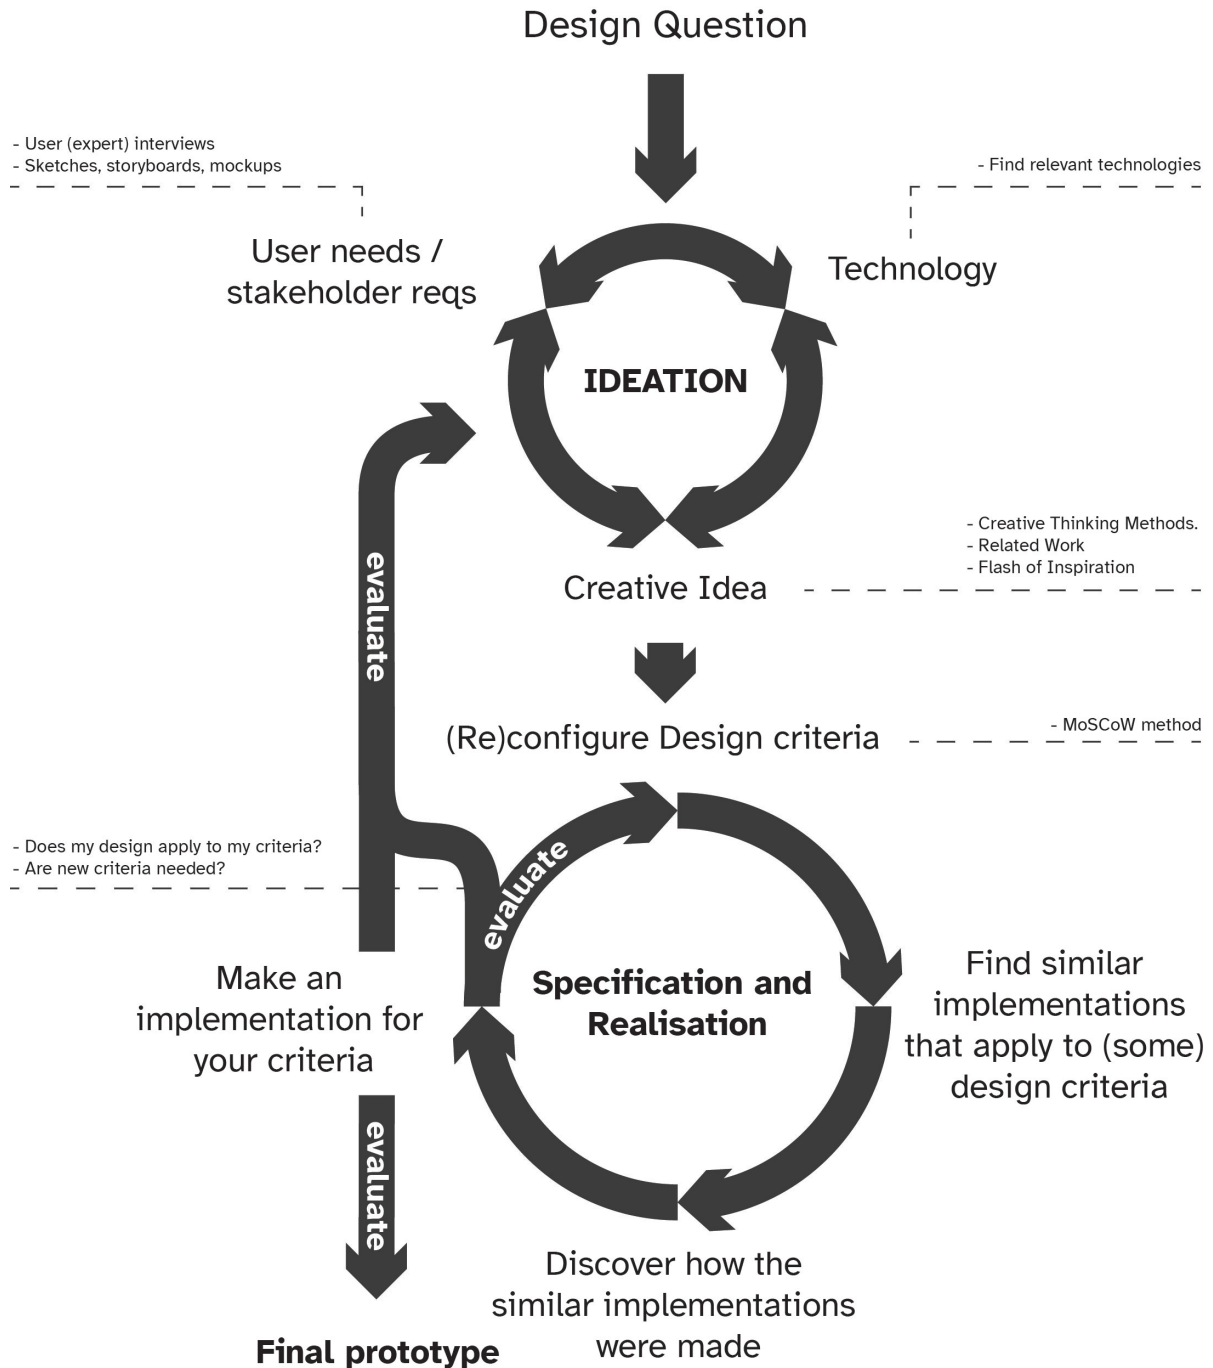 Design Question
- User (expert) interviews
- Sketches, storyboards, mockups
- Find relevant technologies
User needs /
stakeholder reqs
Technology
IDEATION
evaluate
- Creative Thinking Methods.
- Related Work
- Flash of Inspiration
Creative Idea
(Re)configure Design criteria
- MoSCoW method
- Does my design apply to my criteria?
- Are new criteria needed?
evaluate
Make an
implementation for
your criteria
Specification and
Realisation
Find similar
implementations
that apply to (some)
design criteria
evaluate
Discover how the
similar implementations
were made
Final prototype